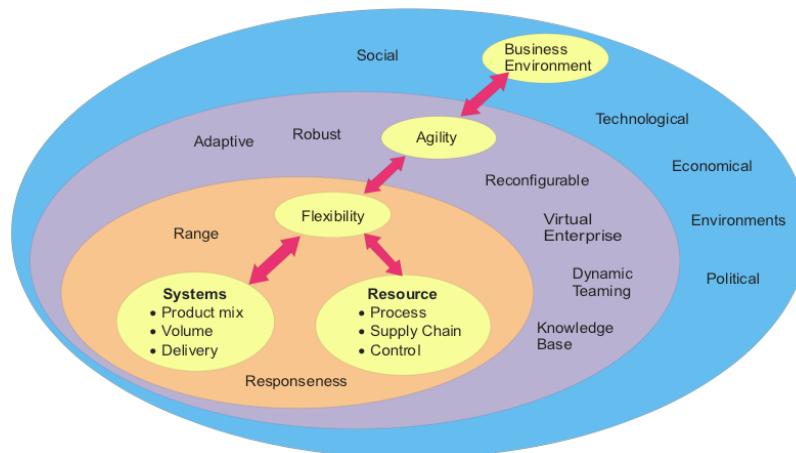 Social
Business
Environment
Technological
Adaptive
Robust
Agility
Economical
Reconfigurable
Flexibility
Range
Virtual
Enterprise
Environments
Dynamic
Teaming
Political
Systems
• Product mix
• Volume
• Delivery
Resource
• Process
• Supply Chain
• Control
Knowledge
Base
Responseness